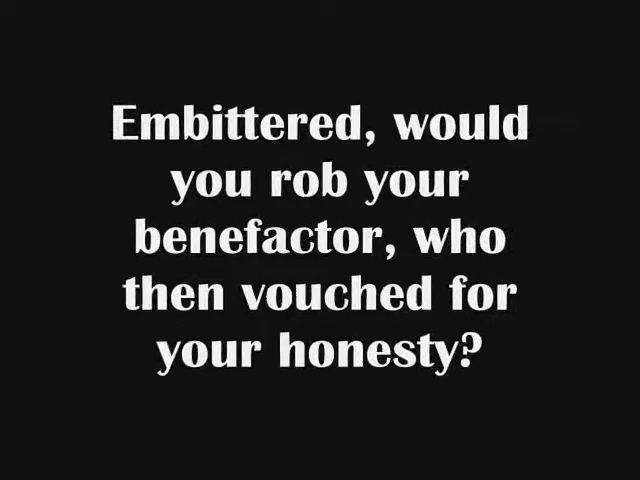 Embittered, would
you rob your
benefactor, who
then vouched for
your honesty?